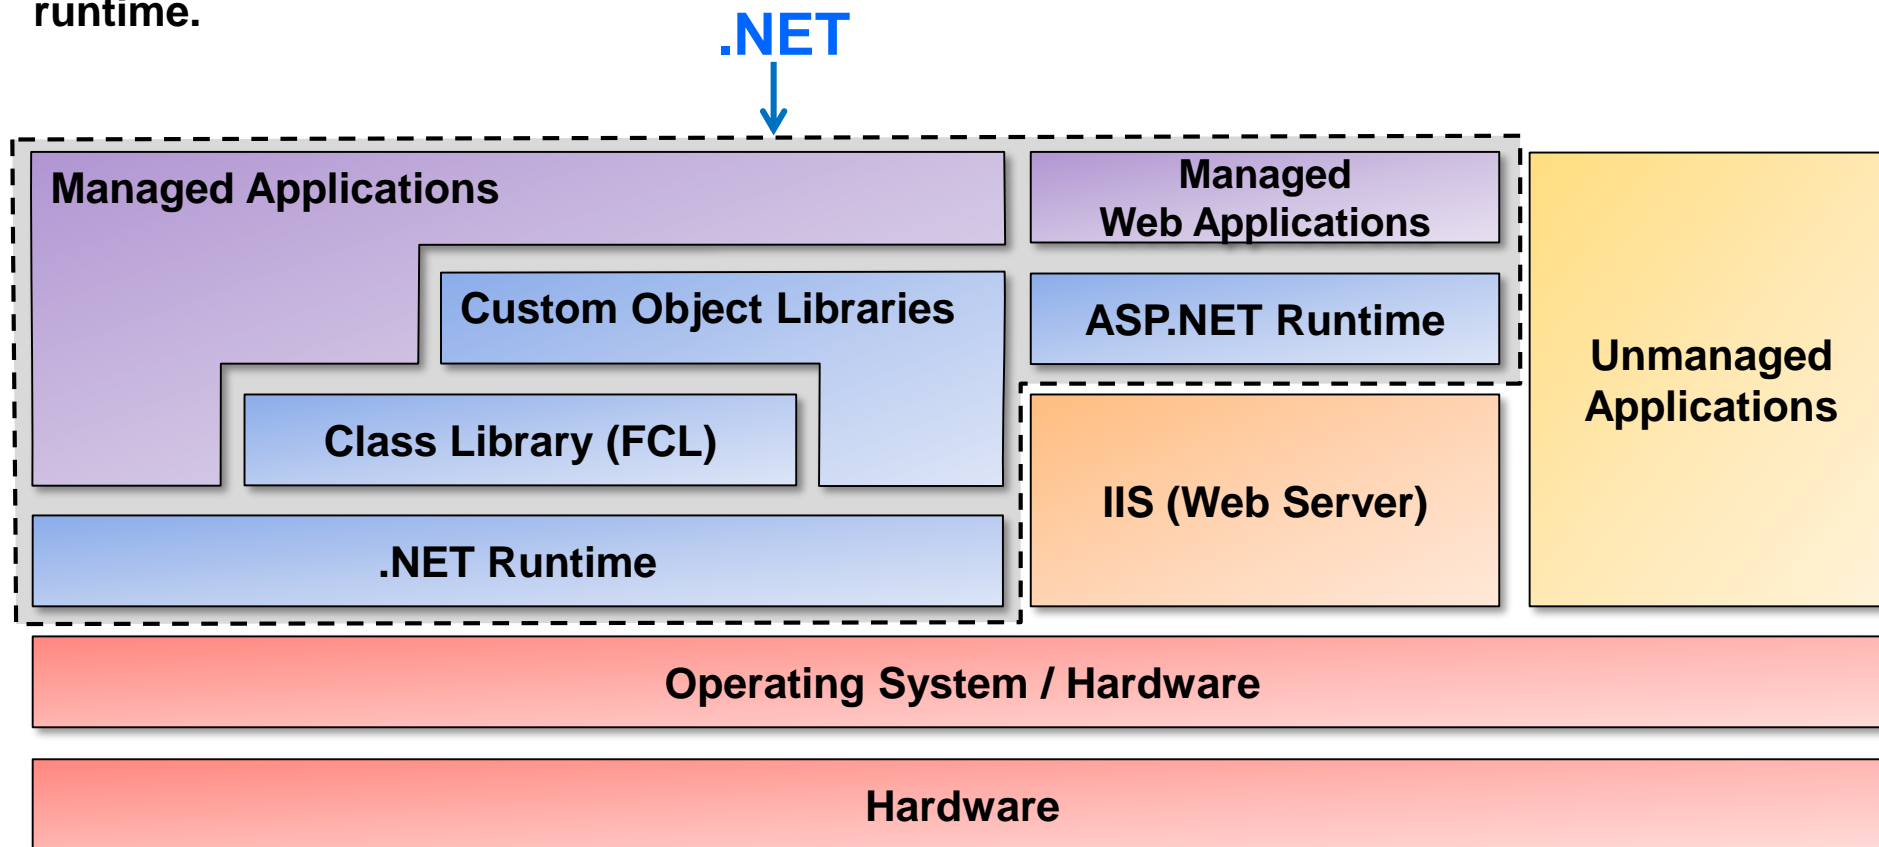 runtime.
.NET
Managed Applications
Managed
Web Applications
Custom Object Libraries
ASP.NET Runtime
Unmanaged
Applications
Class Library (FCL)
IIS (Web Server)
.NET Runtime
Operating System / Hardware
Hardware